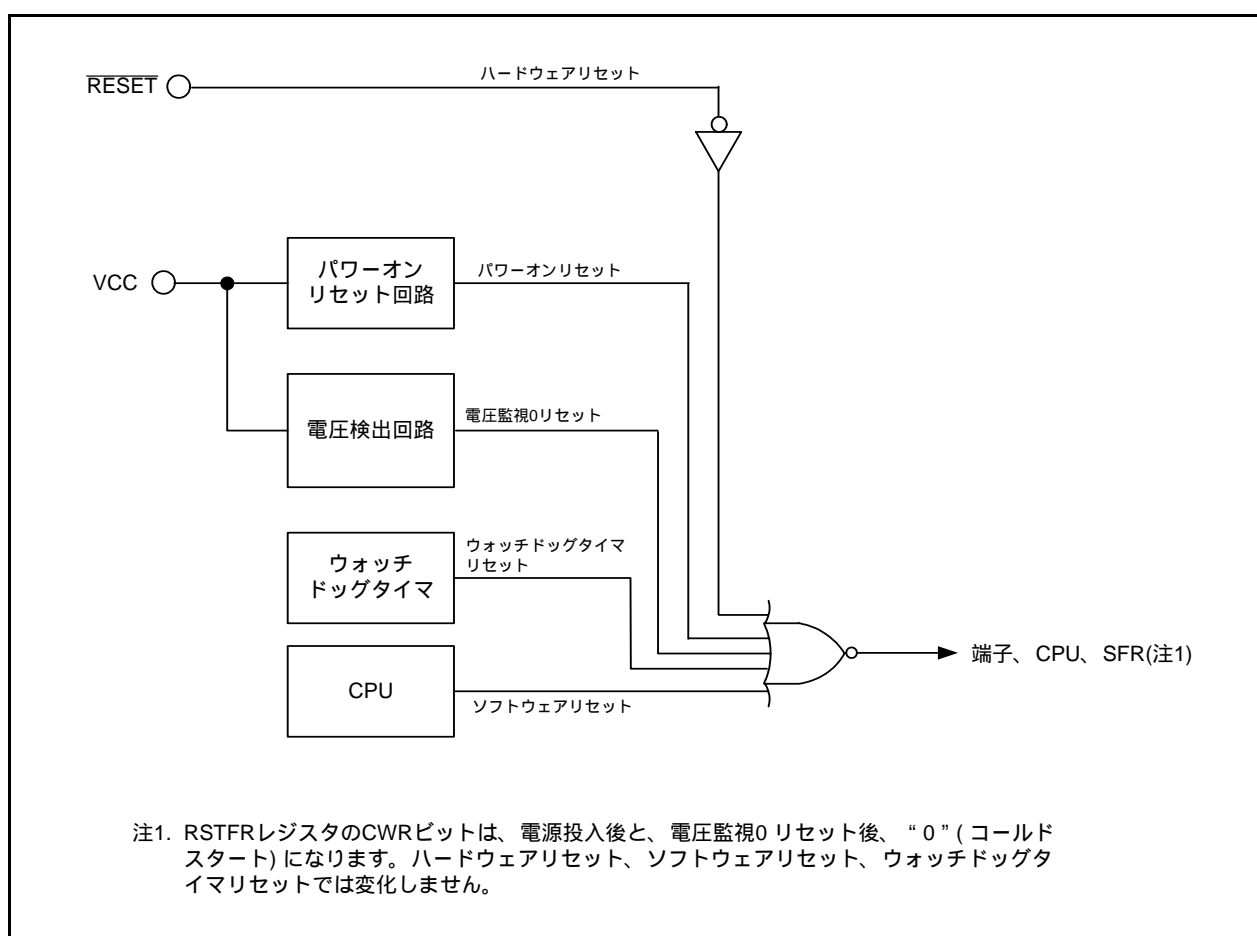 RESET
ハードウェアリセット
VCC
パワーオン
リセット回路
パワーオンリセット
電圧検出回路
電圧監視0リセット
ウォッチ
ドッグタイマ
ウォッチドッグタイマ
リセット
CPU
ソフトウェアリセット
端子、CPU、SFR(注1)
注1. RSTFRレジスタのCWRビットは、電源投入後と、電圧監視0 リセット後、“ 0 ” ( コールド
スタート) になります。ハードウェアリセット、ソフトウェアリセット、ウォッチドッグタ
イマリセットでは変化しません。